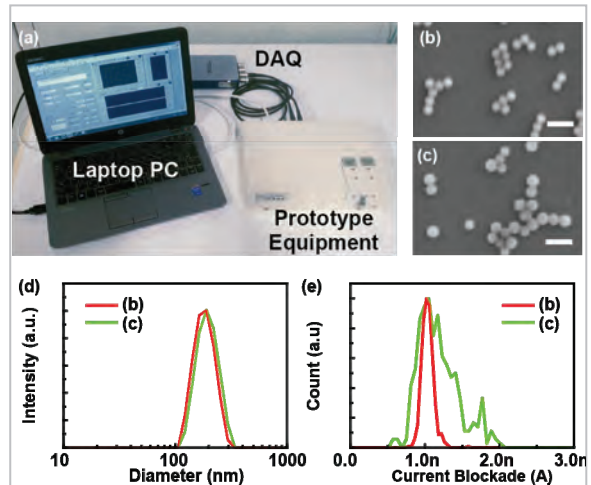 (a)
DAQ
Laptop PC
Prototype
Equipment
(b)
(c)
(d)
(b)
(c)
Intensity (a.u.)
10 100 1000
Diameter (nm)
(e)
(b)
(c)
Count (a.u)
0.0 1.0n 2.0n 3.0n
Current Blockade (A)